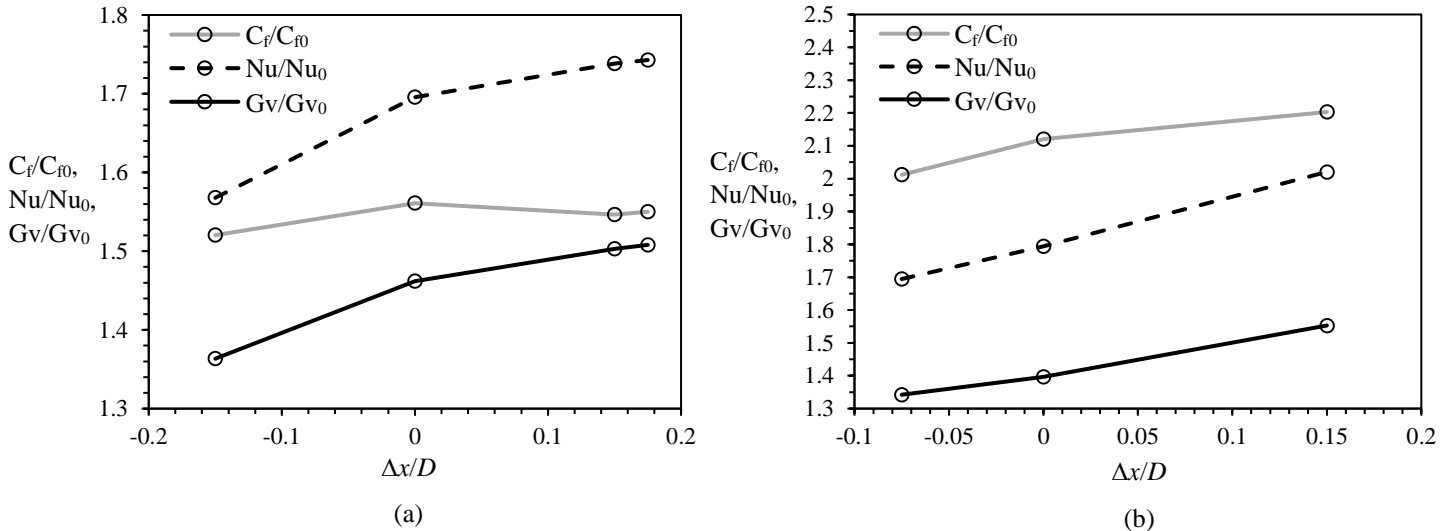 1.8
1.7
1.6
1.5
1.4
1.3
C_f/C_f0,
Nu/Nu_0,
Gv/Gv_0
C_f/C_f0
Nu/Nu_0
Gv/Gv_0
-0.2
-0.1
0
0.1
0.2
Δx/D
(a)
2.5
2.4
2.3
2.2
2.1
2
1.9
1.8
1.7
1.6
1.5
1.4
1.3
C_f/C_f0,
Nu/Nu_0,
Gv/Gv_0
C_f/C_f0
Nu/Nu_0
Gv/Gv_0
-0.1
-0.05
0
0.05
0.1
0.15
0.2
Δx/D
(b)